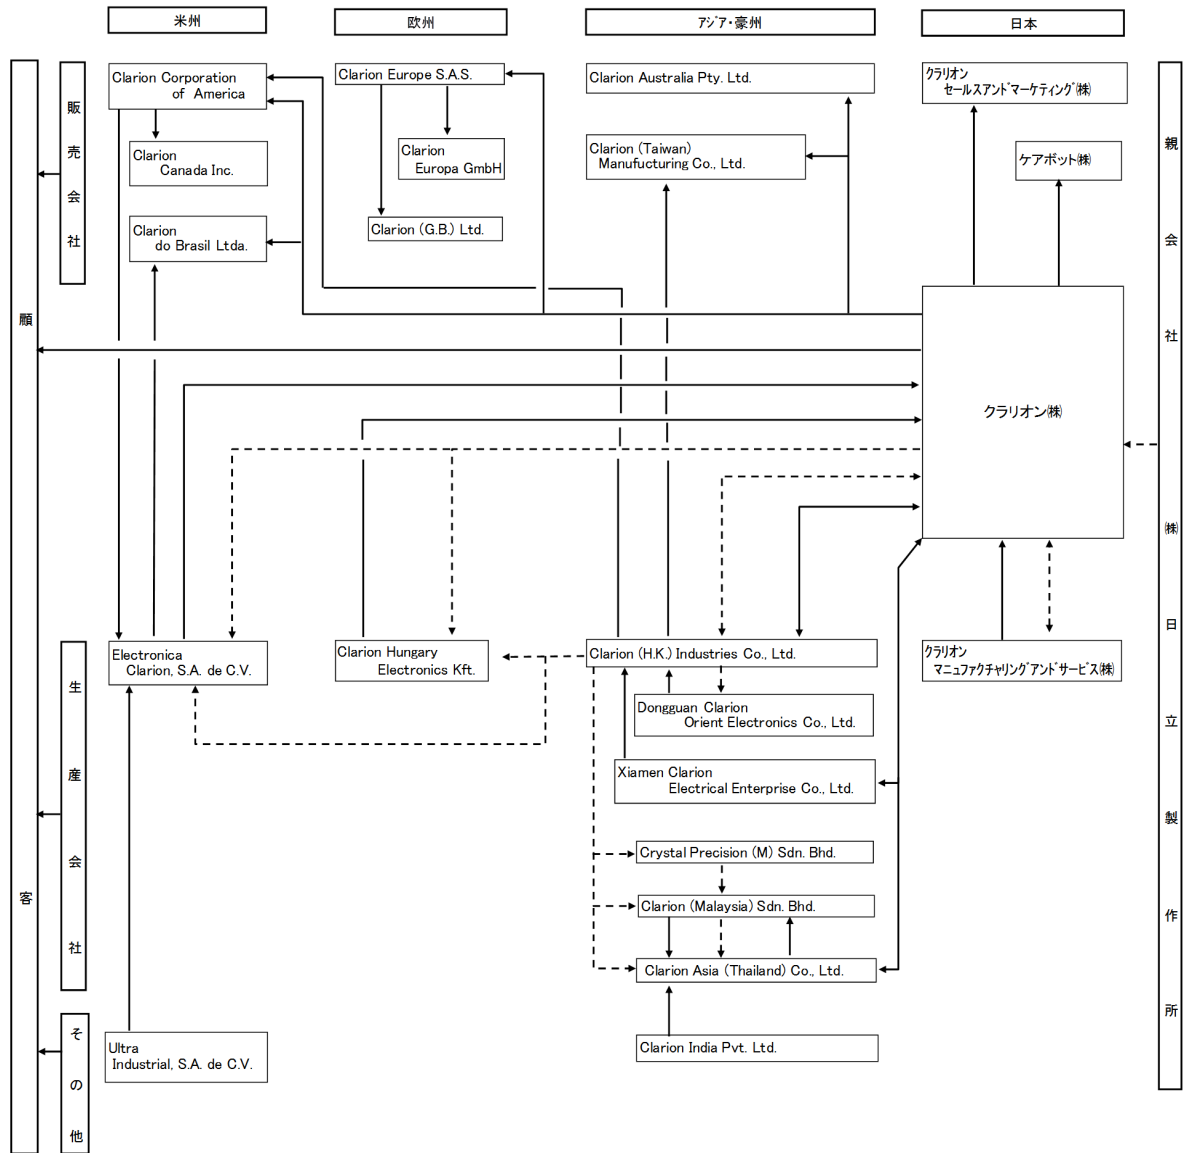 米州
欧州
アジア・豪州
日本
顧客
販売会社
Clarion Corporation
of America
Clarion
Canada Inc.
Clarion
do Brasil Ltda.
Clarion Europe S.A.S.
Clarion
Europa GmbH
Clarion (G.B.) Ltd.
Clarion Australia Pty. Ltd.
Clarion (Taiwan)
Manufucturing Co., Ltd.
クラリオン
セールスアンドマーケティング㈱
ケアボット㈱
クラリオン㈱
親会社 ㈱日立製作所
生産会社
Electronica
Clarion, S.A. de C.V.
Clarion Hungary
Electronics Kft.
Clarion (H.K.) Industries Co., Ltd.
Dongguan Clarion
Orient Electronics Co., Ltd.
Xiamen Clarion
Electrical Enterprise Co., Ltd.
Crystal Precision (M) Sdn. Bhd.
Clarion (Malaysia) Sdn. Bhd.
Clarion Asia (Thailand) Co., Ltd.
クラリオン
マニュファクチャリングアンドサービス㈱
その他
Ultra
Industrial, S.A. de C.V.
Clarion India Pvt. Ltd.